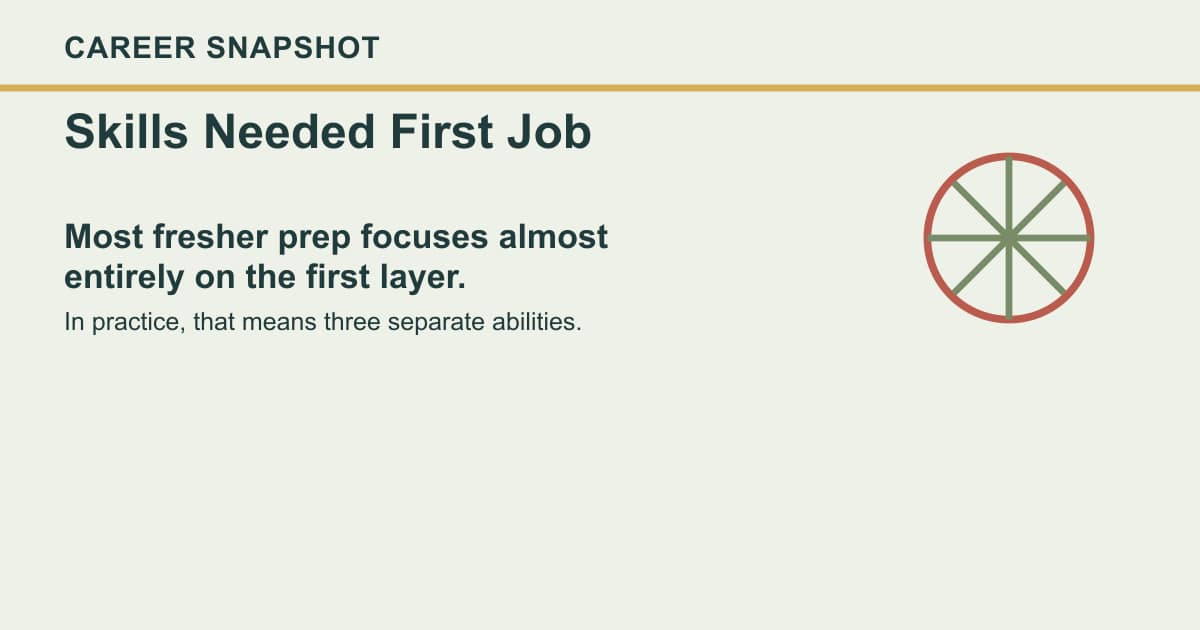 CAREER SNAPSHOT
Skills Needed First Job
Most fresher prep focuses almost
entirely on the first layer.
In practice, that means three separate abilities.